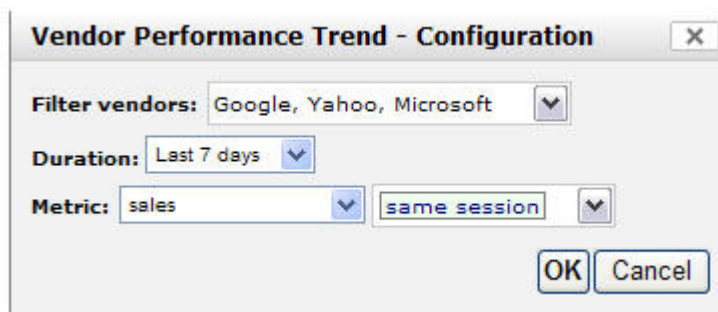 Vendor Performance Trend - Configuration
Filter vendors: Google, Yahoo, Microsoft
Duration: Last 7 days
Metric: sales same session
OK Cancel